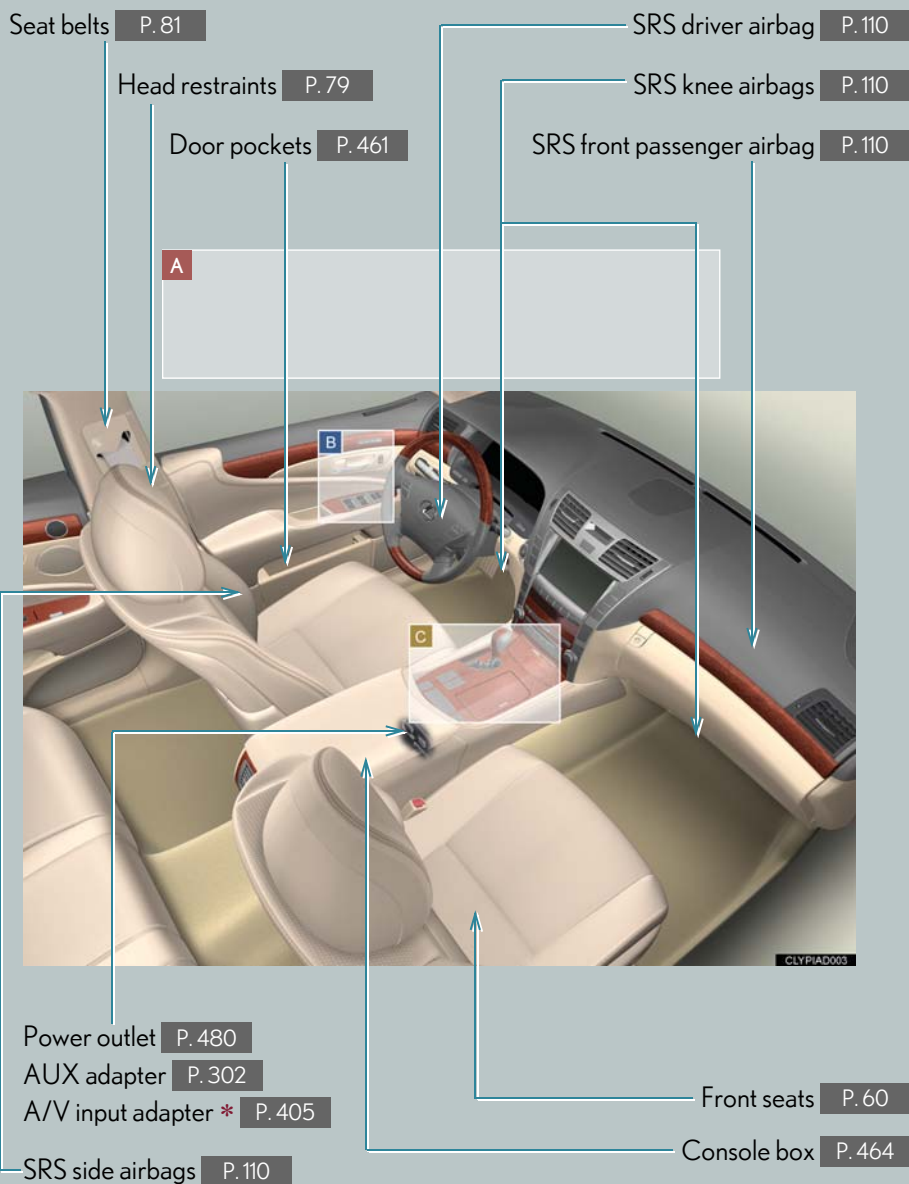 Seat belts P. 81
SRS driver airbag P. 110
Head restraints P. 79
SRS knee airbags P. 110
Door pockets P. 461
SRS front passenger airbag P. 110
A
B
C
CLYPIAD003
Power outlet P. 480
AUX adapter P. 302
A/V input adapter * P. 405
Front seats P. 60
Console box P. 464
SRS side airbags P. 110